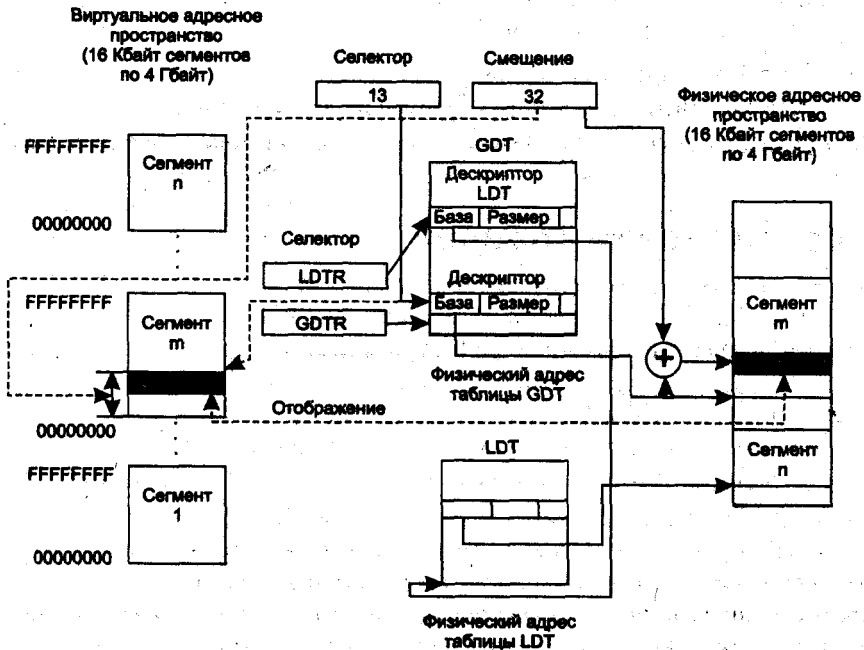 Виртуальное адресное
пространство
(16 Кбайт сегментов
по 4 Гбайт)
Селектор
Смещение
13
32
Физическое адресное
пространство
(16 Кбайт сегментов
по 4 Гбайт)
FFFFFFFF
Сегмент
n
00000000
GDT
Дескриптор
LDT
База
Размер
Селектор
LDTR
Дескриптор
База
Размер
GDTR
FFFFFFFF
Сегмент
m
00000000
Сегмент
m
+
Физический адрес
таблицы GDT
Отображение
Сегмент
n
FFFFFFFF
Сегмент
1
00000000
LDT
Физический адрес
таблицы LDT